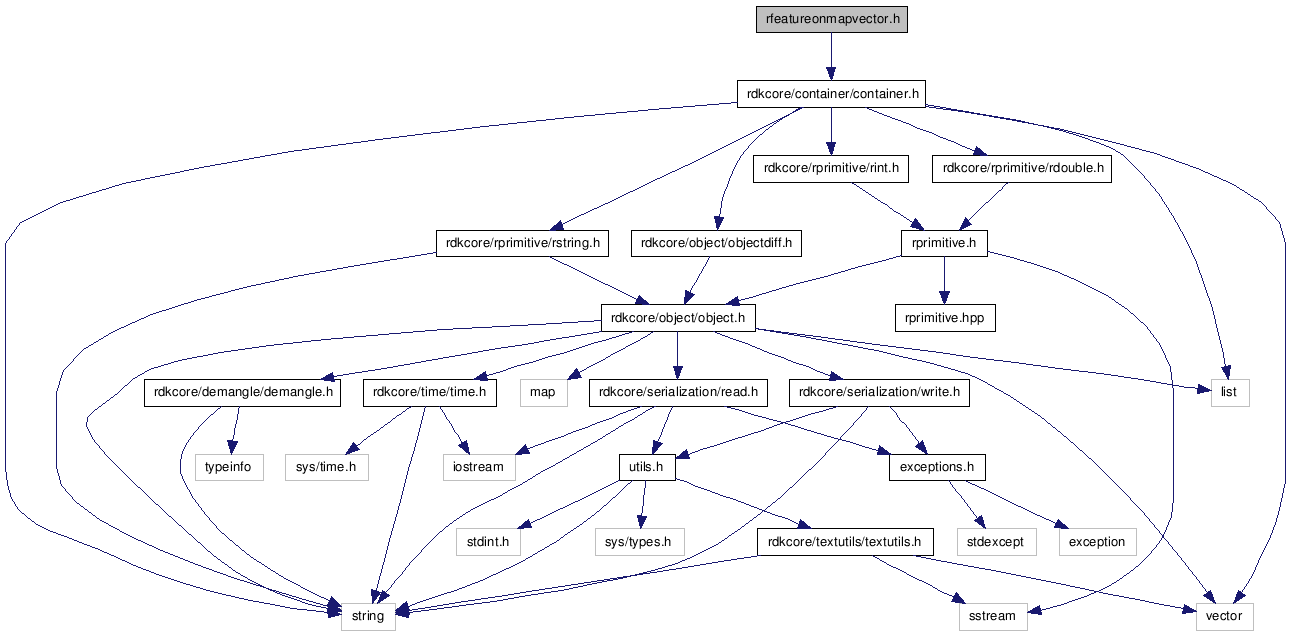 rfeatureonmapvector.h
rdkcore/container/container.h
rdkcore/rprimitive/rint.h
rdkcore/rprimitive/rdouble.h
rdkcore/rprimitive/rstring.h
rdkcore/object/objectdiff.h
rprimitive.h
rdkcore/object/object.h
rprimitive.hpp
rdkcore/demangle/demangle.h
rdkcore/time/time.h
map
rdkcore/serialization/read.h
rdkcore/serialization/write.h
list
typeinfo
sys/time.h
iostream
utils.h
exceptions.h
stdint.h
sys/types.h
rdkcore/textutils/textutils.h
stdexcept
exception
string
sstream
vector